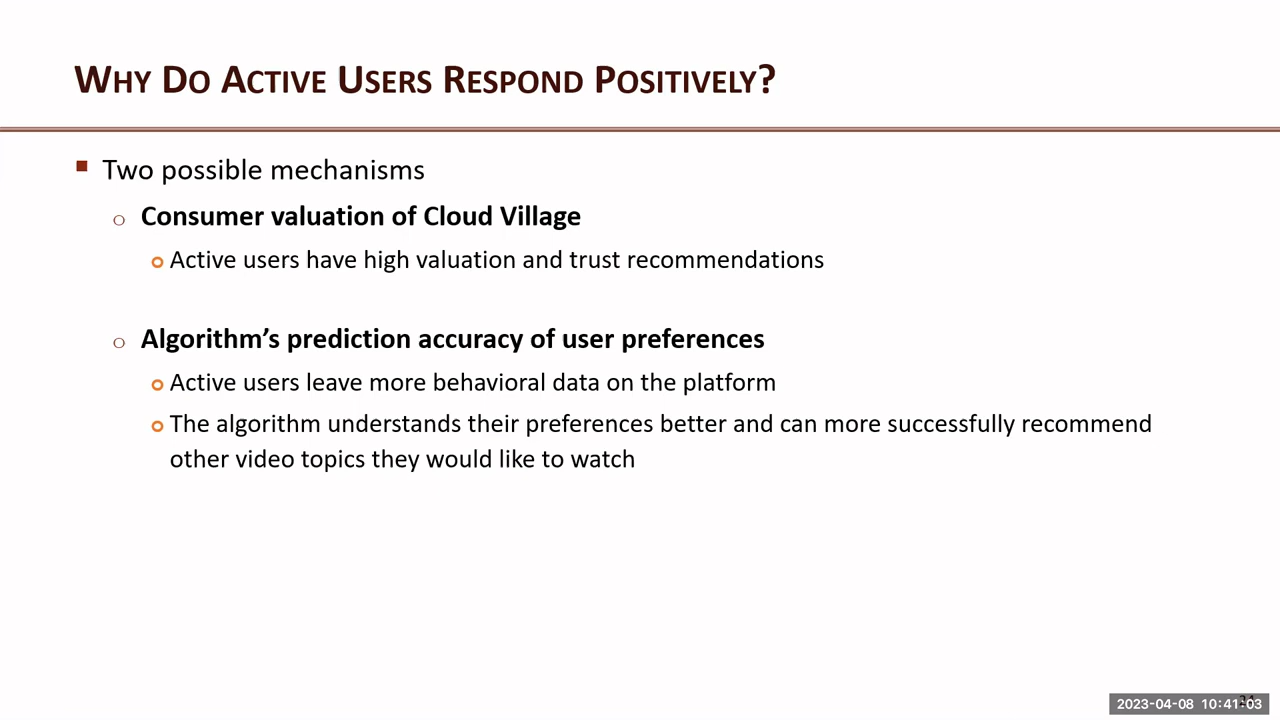 WHY DO ACTIVE USERS RESPOND POSITIVELY?
Two possible mechanisms
Consumer valuation of Cloud Village
Active users have high valuation and trust recommendations
Algorithm’s prediction accuracy of user preferences
Active users leave more behavioral data on the platform
The algorithm understands their preferences better and can more successfully recommend
other video topics they would like to watch
2023-04-08 10:41:03